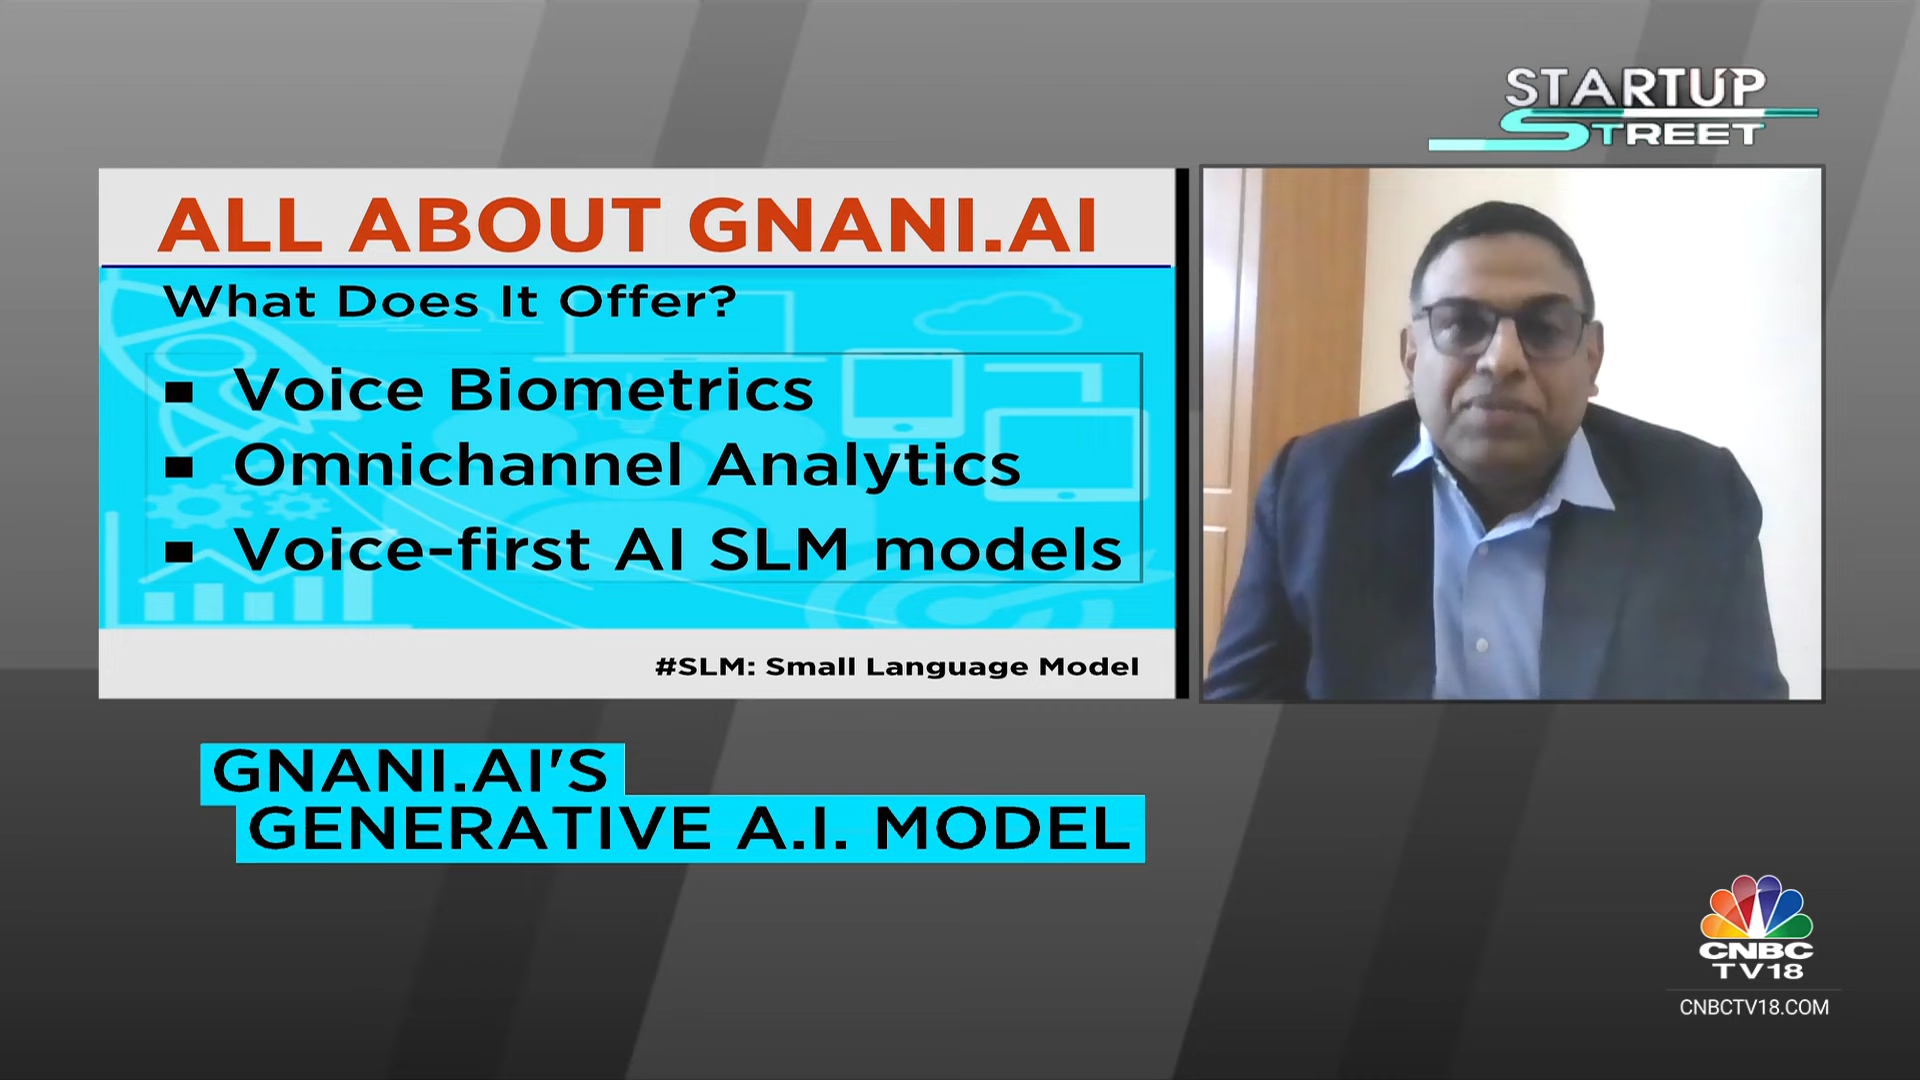 STARTUP
STREET
ALL ABOUT GNANI.AI
What Does It Offer?
▪ Voice Biometrics
▪ Omnichannel Analytics
▪ Voice-first AI SLM models
#SLM: Small Language Model
GNANI.AI'S
GENERATIVE A.I. MODEL
CNBC
TV18
CNBCTV18.COM